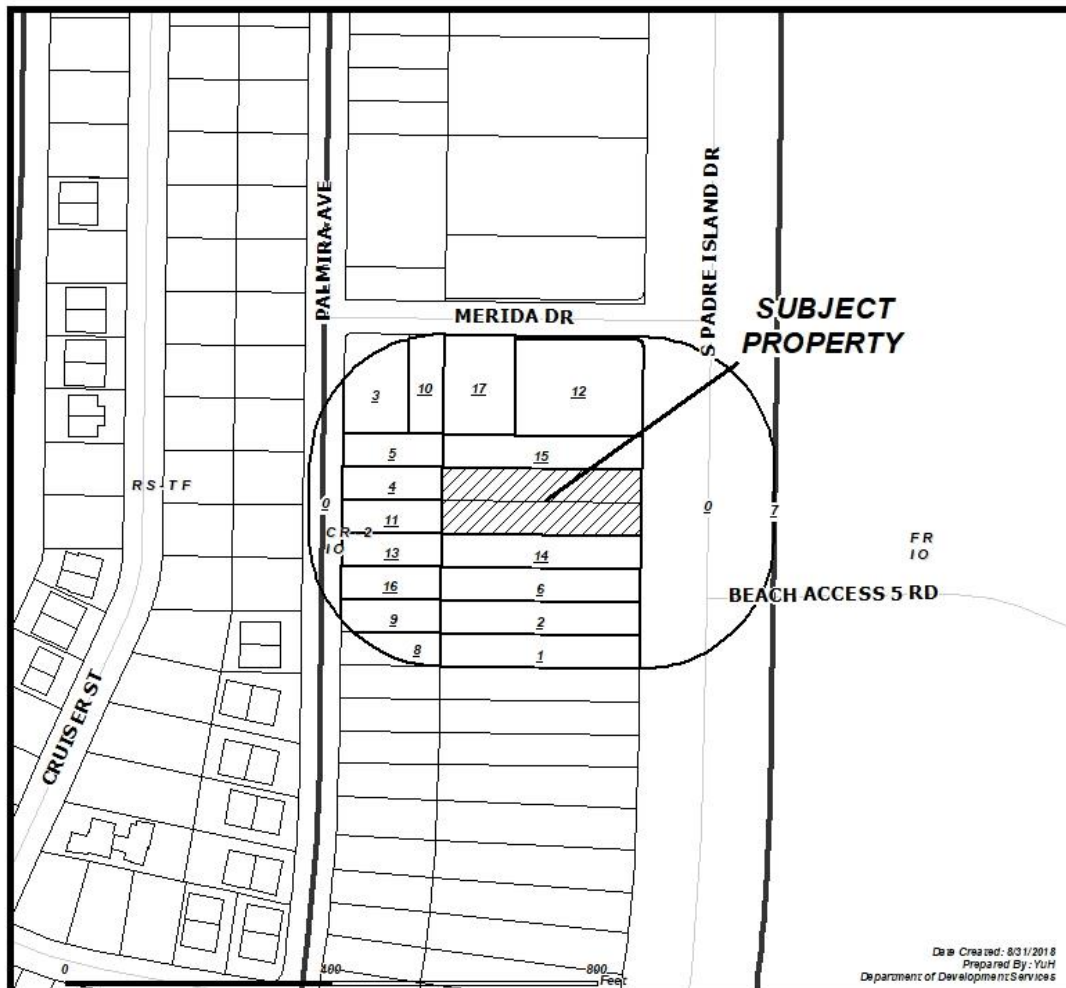 PALMIRA AVE
S PADRE ISLAND DR
MERIDA DR
SUBJECT
PROPERTY
3
10
17
12
5
15
4
RS-TF
0
0
7
11
CR-2
IO
FR
IO
13
14
16
6
BEACH ACCESS 5 RD
9
2
8
1
CRUISER ST
0
400
800
Feet
Date Created: 8/31/2018
Prepared By: YuH
Department of Development Services